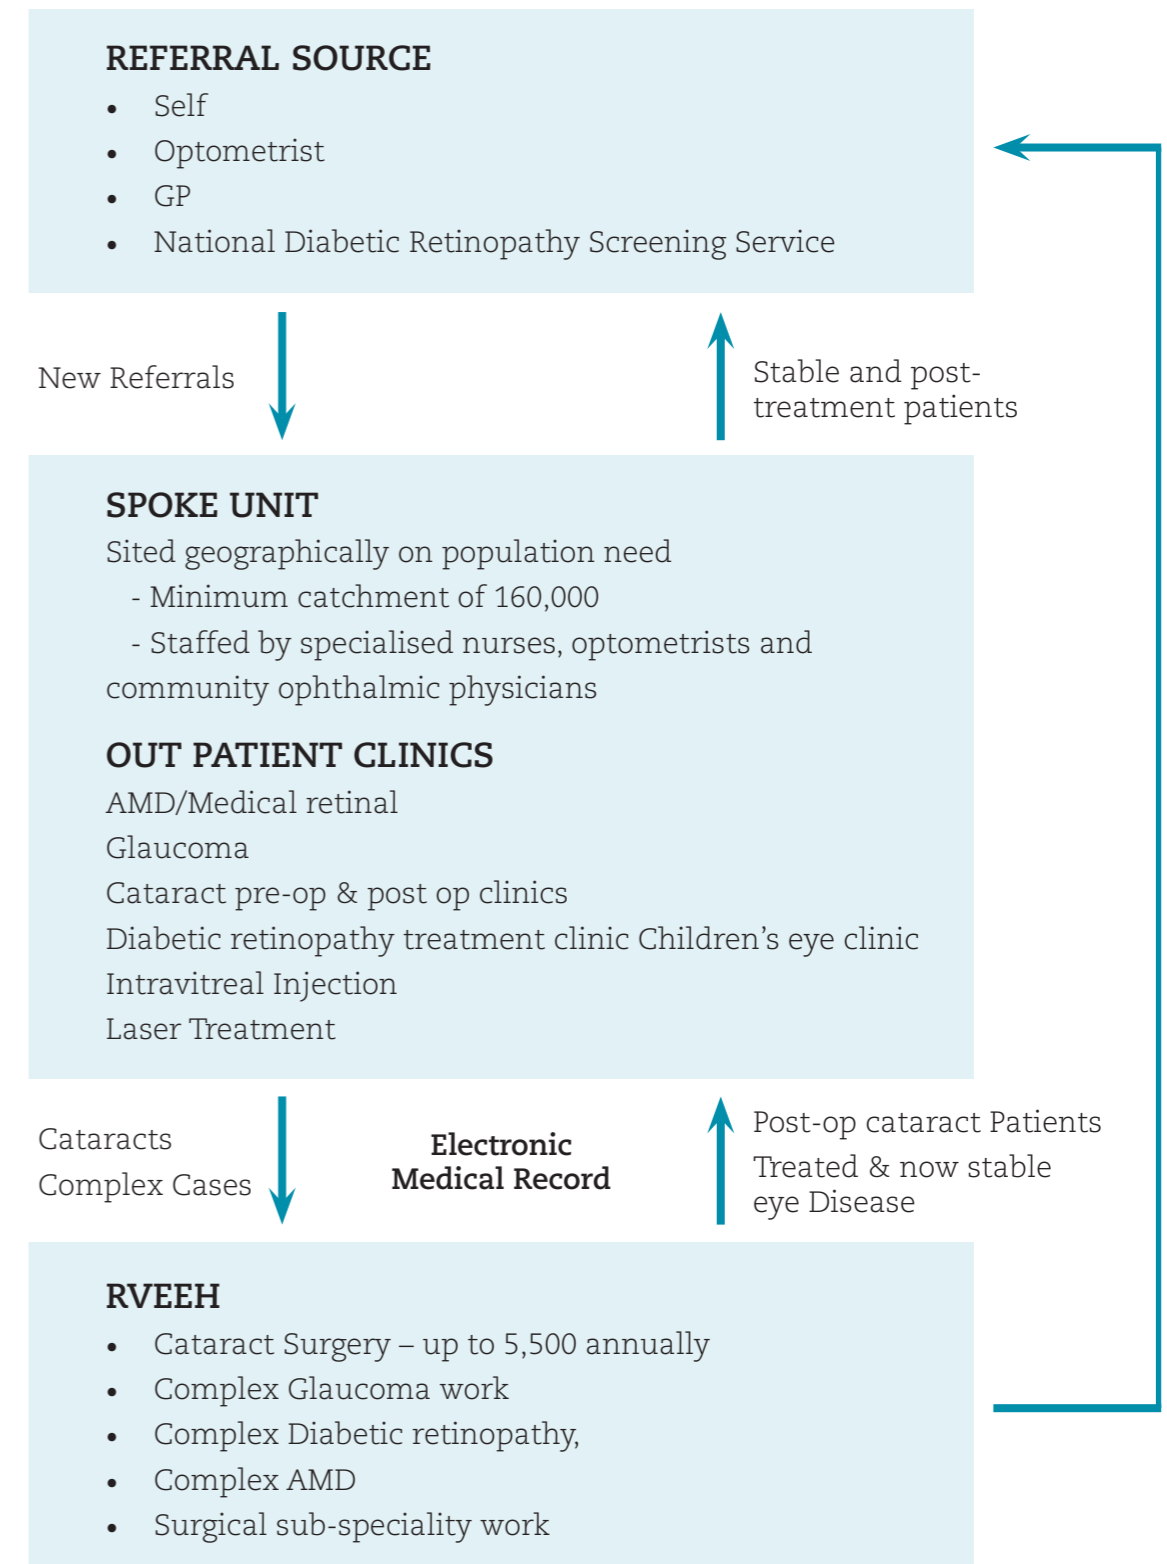 REFERRAL SOURCE
• Self
• Optometrist
• GP
• National Diabetic Retinopathy Screening Service
New Referrals
Stable and post-
treatment patients
SPOKE UNIT
Sited geographically on population need
- Minimum catchment of 160,000
- Staffed by specialised nurses, optometrists and
community ophthalmic physicians
OUT PATIENT CLINICS
AMD/Medical retinal
Glaucoma
Cataract pre-op & post op clinics
Diabetic retinopathy treatment clinic Children's eye clinic
Intravitreal Injection
Laser Treatment
Cataracts
Complex Cases
Electronic
Medical Record
Post-op cataract Patients
Treated & now stable
eye Disease
RVEEH
• Cataract Surgery – up to 5,500 annually
• Complex Glaucoma work
• Complex Diabetic retinopathy,
• Complex AMD
• Surgical sub-speciality work